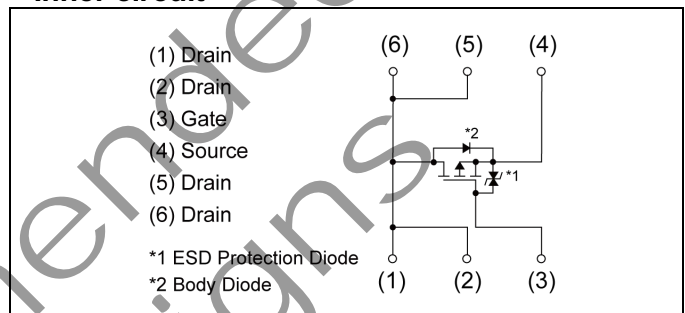 Inner circuit
(1) Drain
(2) Drain
(3) Gate
(4) Source
(5) Drain
(6) Drain
*1 ESD Protection Diode
*2 Body Diode
(6) (5) (4)
*2
*1
(1) (2) (3)